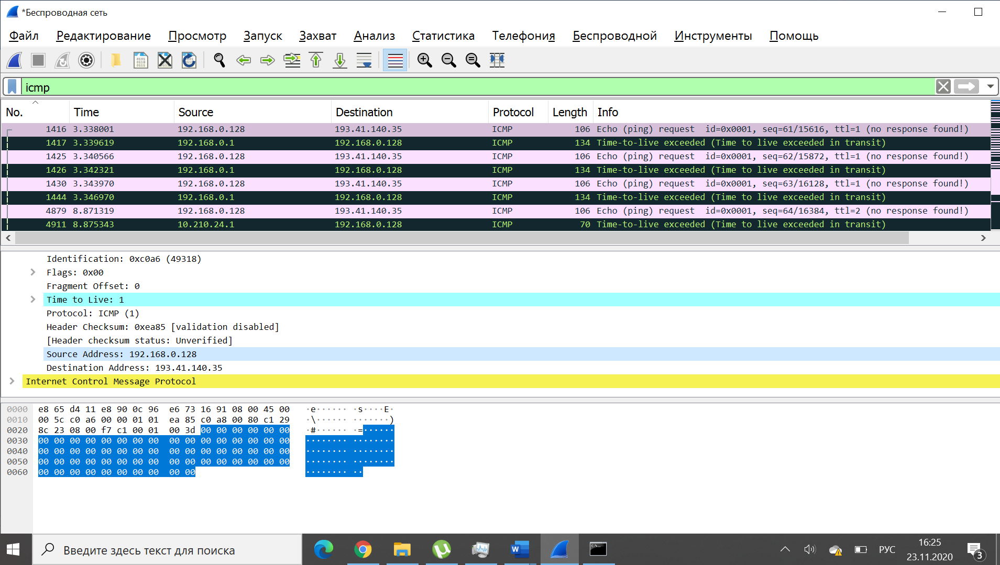 *Беспроводная сеть
Файл Редактирование Просмотр Запуск Захват Анализ Статистика Телефония Беспроводной Инструменты Помощь
icmp
No. Time Source Destination Protocol Length Info
1416 3.338001 192.168.0.128 193.41.140.35 ICMP 106 Echo (ping) request id=0x0001, seq=61/15616, ttl=1 (no response found!)
1417 3.339619 192.168.0.1 192.168.0.128 ICMP 134 Time-to-live exceeded (Time to live exceeded in transit)
1425 3.340566 192.168.0.128 193.41.140.35 ICMP 106 Echo (ping) request id=0x0001, seq=62/15872, ttl=1 (no response found!)
1426 3.342321 192.168.0.1 192.168.0.128 ICMP 134 Time-to-live exceeded (Time to live exceeded in transit)
1430 3.343970 192.168.0.128 193.41.140.35 ICMP 106 Echo (ping) request id=0x0001, seq=63/16128, ttl=1 (no response found!)
1444 3.346970 192.168.0.1 192.168.0.128 ICMP 134 Time-to-live exceeded (Time to live exceeded in transit)
4879 8.871319 192.168.0.128 193.41.140.35 ICMP 106 Echo (ping) request id=0x0001, seq=64/16384, ttl=2 (no response found!)
4911 8.875343 10.210.24.1 192.168.0.128 ICMP 70 Time-to-live exceeded (Time to live exceeded in transit)
Identification: 0xc0a6 (49318)
Flags: 0x00
Fragment Offset: 0
Time to Live: 1
Protocol: ICMP (1)
Header Checksum: 0xea85 [validation disabled]
[Header checksum status: Unverified]
Source Address: 192.168.0.128
Destination Address: 193.41.140.35
Internet Control Message Protocol
0000 e8 65 d4 11 e8 90 0c 96 e6 73 16 91 08 00 45 00 ·e······ ·s····E·
0010 00 5c c0 a6 00 00 01 01 ea 85 c0 a8 00 80 c1 29 ·\······ ·······)
0020 8c 23 08 00 f7 c1 00 01 00 3d 00 00 00 00 00 00 ·#······ ·=······
0030 00 00 00 00 00 00 00 00 00 00 00 00 00 00 00 00 ········ ········
0040 00 00 00 00 00 00 00 00 00 00 00 00 00 00 00 00 ········ ········
0050 00 00 00 00 00 00 00 00 00 00 00 00 00 00 00 00 ········ ········
0060 00 00 00 00 00 00 00 00 00 00 ········ ··
Введите здесь текст для поиска
РУС
16:25
23.11.2020
3